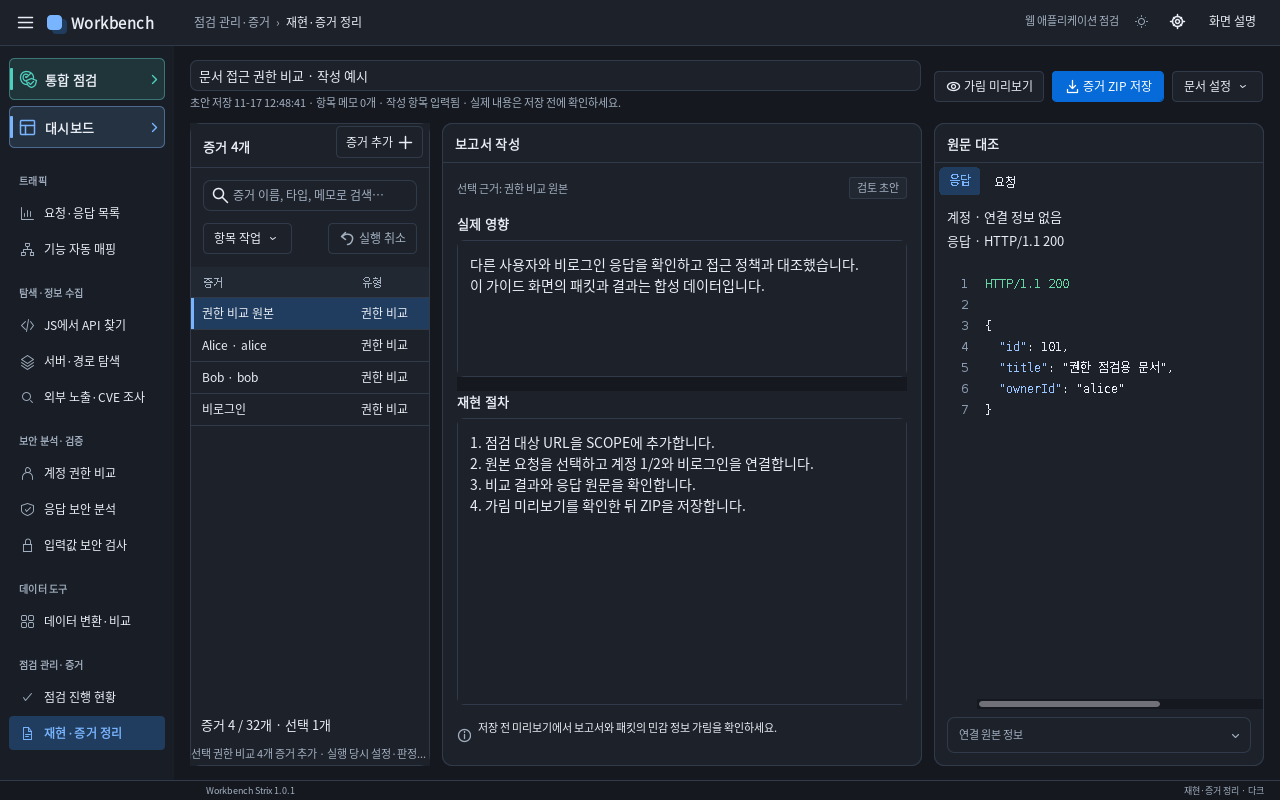 Workbench
점검 관리·증거 › 재현·증거 정리
웹 애플리케이션 점검
화면 설명
통합 점검
대시보드
트래픽
요청·응답 목록
기능 자동 매핑
탐색·정보 수집
JS에서 API 찾기
서버·경로 탐색
외부 노출·CVE 조사
보안 분석·검증
계정 권한 비교
응답 보안 분석
입력값 보안 검사
데이터 도구
데이터 변환·비교
점검 관리·증거
점검 진행 현황
재현·증거 정리
문서 접근 권한 비교 · 작성 예시
초안 저장 11-17 12:48:41 · 항목 메모 0개 · 작성 항목 입력됨 · 실제 내용은 저장 전에 확인하세요.
가림 미리보기
증거 ZIP 저장
문서 설정
증거 4개
증거 추가
증거 이름, 타입, 메모로 검색…
항목 작업
실행 취소
증거 유형
권한 비교 원본 권한 비교
Alice · alice 권한 비교
Bob · bob 권한 비교
비로그인 권한 비교
증거 4 / 32개 · 선택 1개
선택 권한 비교 4개 증거 추가 · 실행 당시 설정·판정...
보고서 작성
선택 근거: 권한 비교 원본
검토 초안
실제 영향
다른 사용자와 비로그인 응답을 확인하고 접근 정책과 대조했습니다.
이 가이드 화면의 패킷과 결과는 합성 데이터입니다.
재현 절차
1. 점검 대상 URL을 SCOPE에 추가합니다.
2. 원본 요청을 선택하고 계정 1/2와 비로그인을 연결합니다.
3. 비교 결과와 응답 원문을 확인합니다.
4. 가림 미리보기를 확인한 뒤 ZIP을 저장합니다.
저장 전 미리보기에서 보고서와 패킷의 민감 정보 가림을 확인하세요.
원문 대조
응답 요청
계정 · 연결 정보 없음
응답 · HTTP/1.1 200
1 HTTP/1.1 200
2
3 {
4 "id": 101,
5 "title": "권한 점검용 문서",
6 "ownerId": "alice"
7 }
연결 원본 정보
Workbench Strix 1.0.1
재현·증거 정리 · 다크